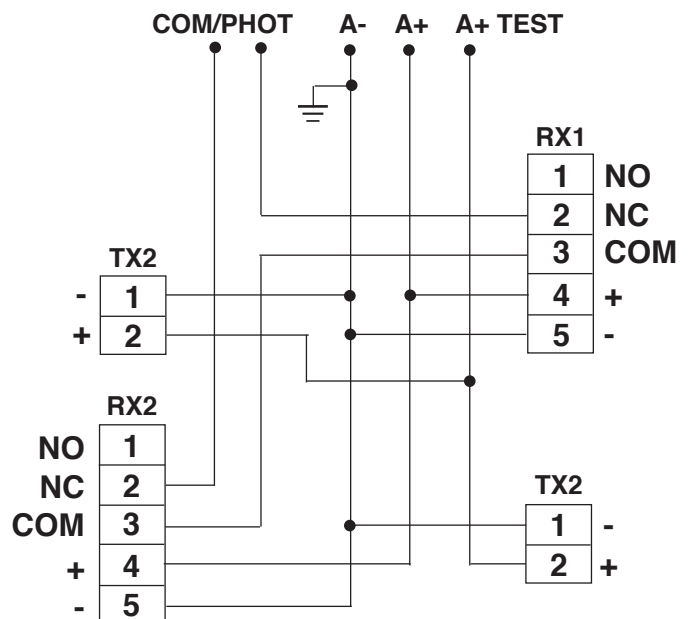 COM/PHOT A- A+ A+ TEST
RX1
1 NO
2 NC
3 COM
4 +
5 -
TX2
- 1
+ 2
RX2
NO 1
NC 2
COM 3
+ 4
- 5
TX2
1 -
2 +